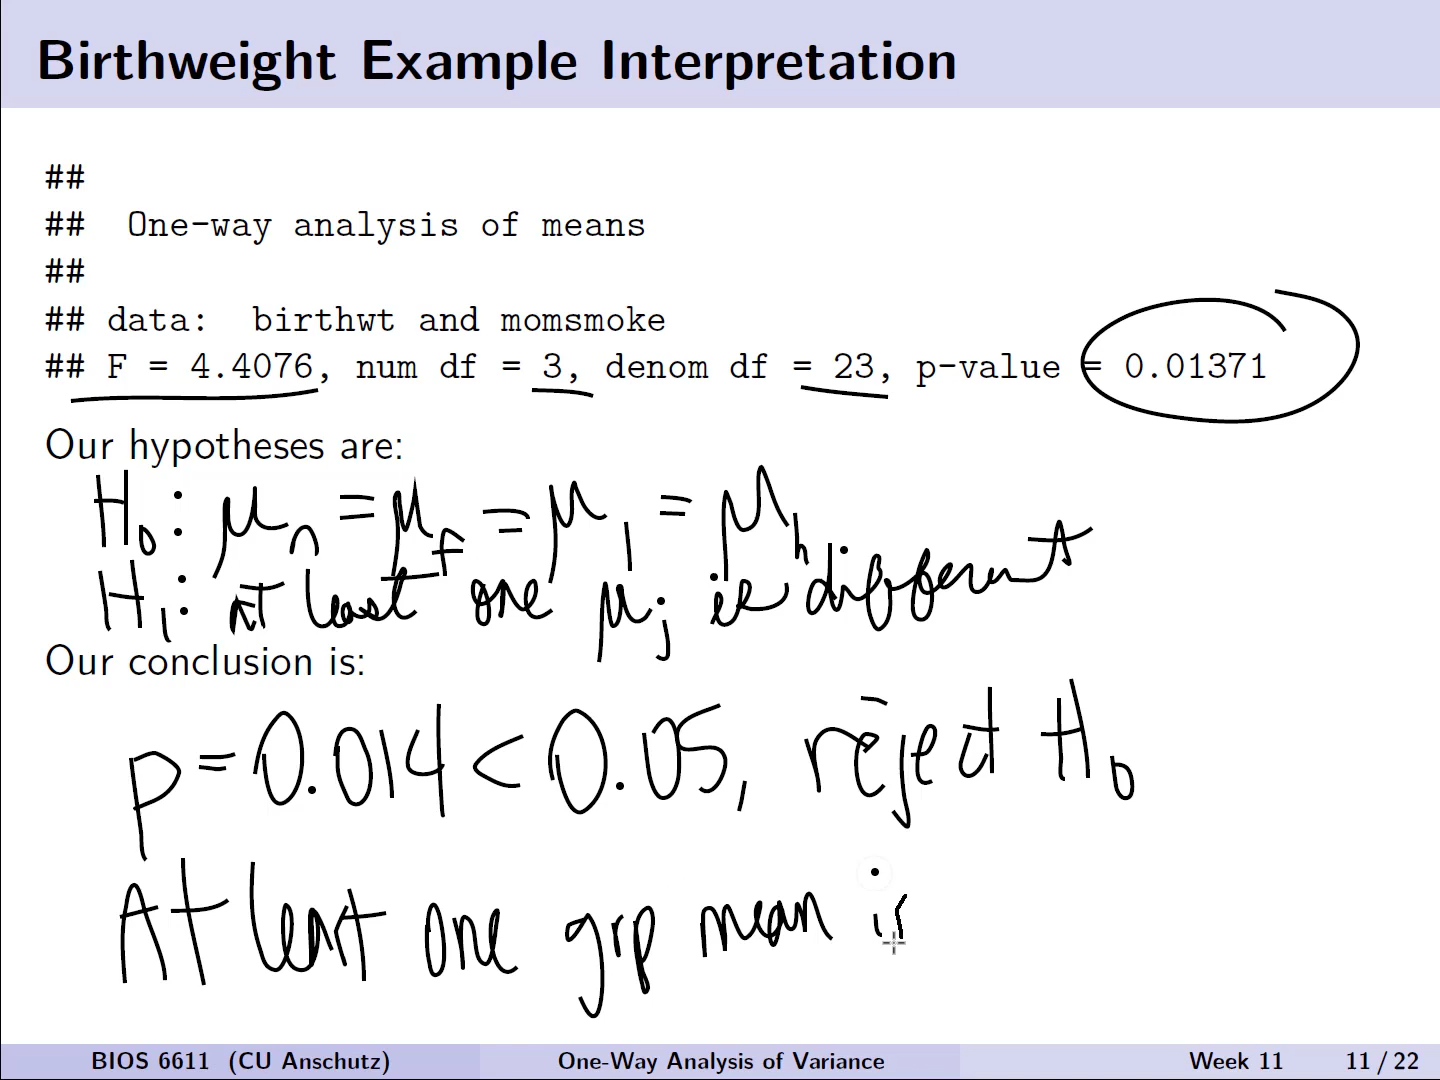 Birthweight Example Interpretation
##
## One-way analysis of means
##
## data: birthwt and momsmoke
## F = 4.4076, num df = 3, denom df = 23, p-value = 0.01371
Our hypotheses are:
H₀: μₙ = μf = μₗ = μₕ
H₁: at least one μⱼ is different
Our conclusion is:
p = 0.014 < 0.05, reject H₀
At least one grp mean is
BIOS 6611 (CU Anschutz) One-Way Analysis of Variance Week 11 11 / 22